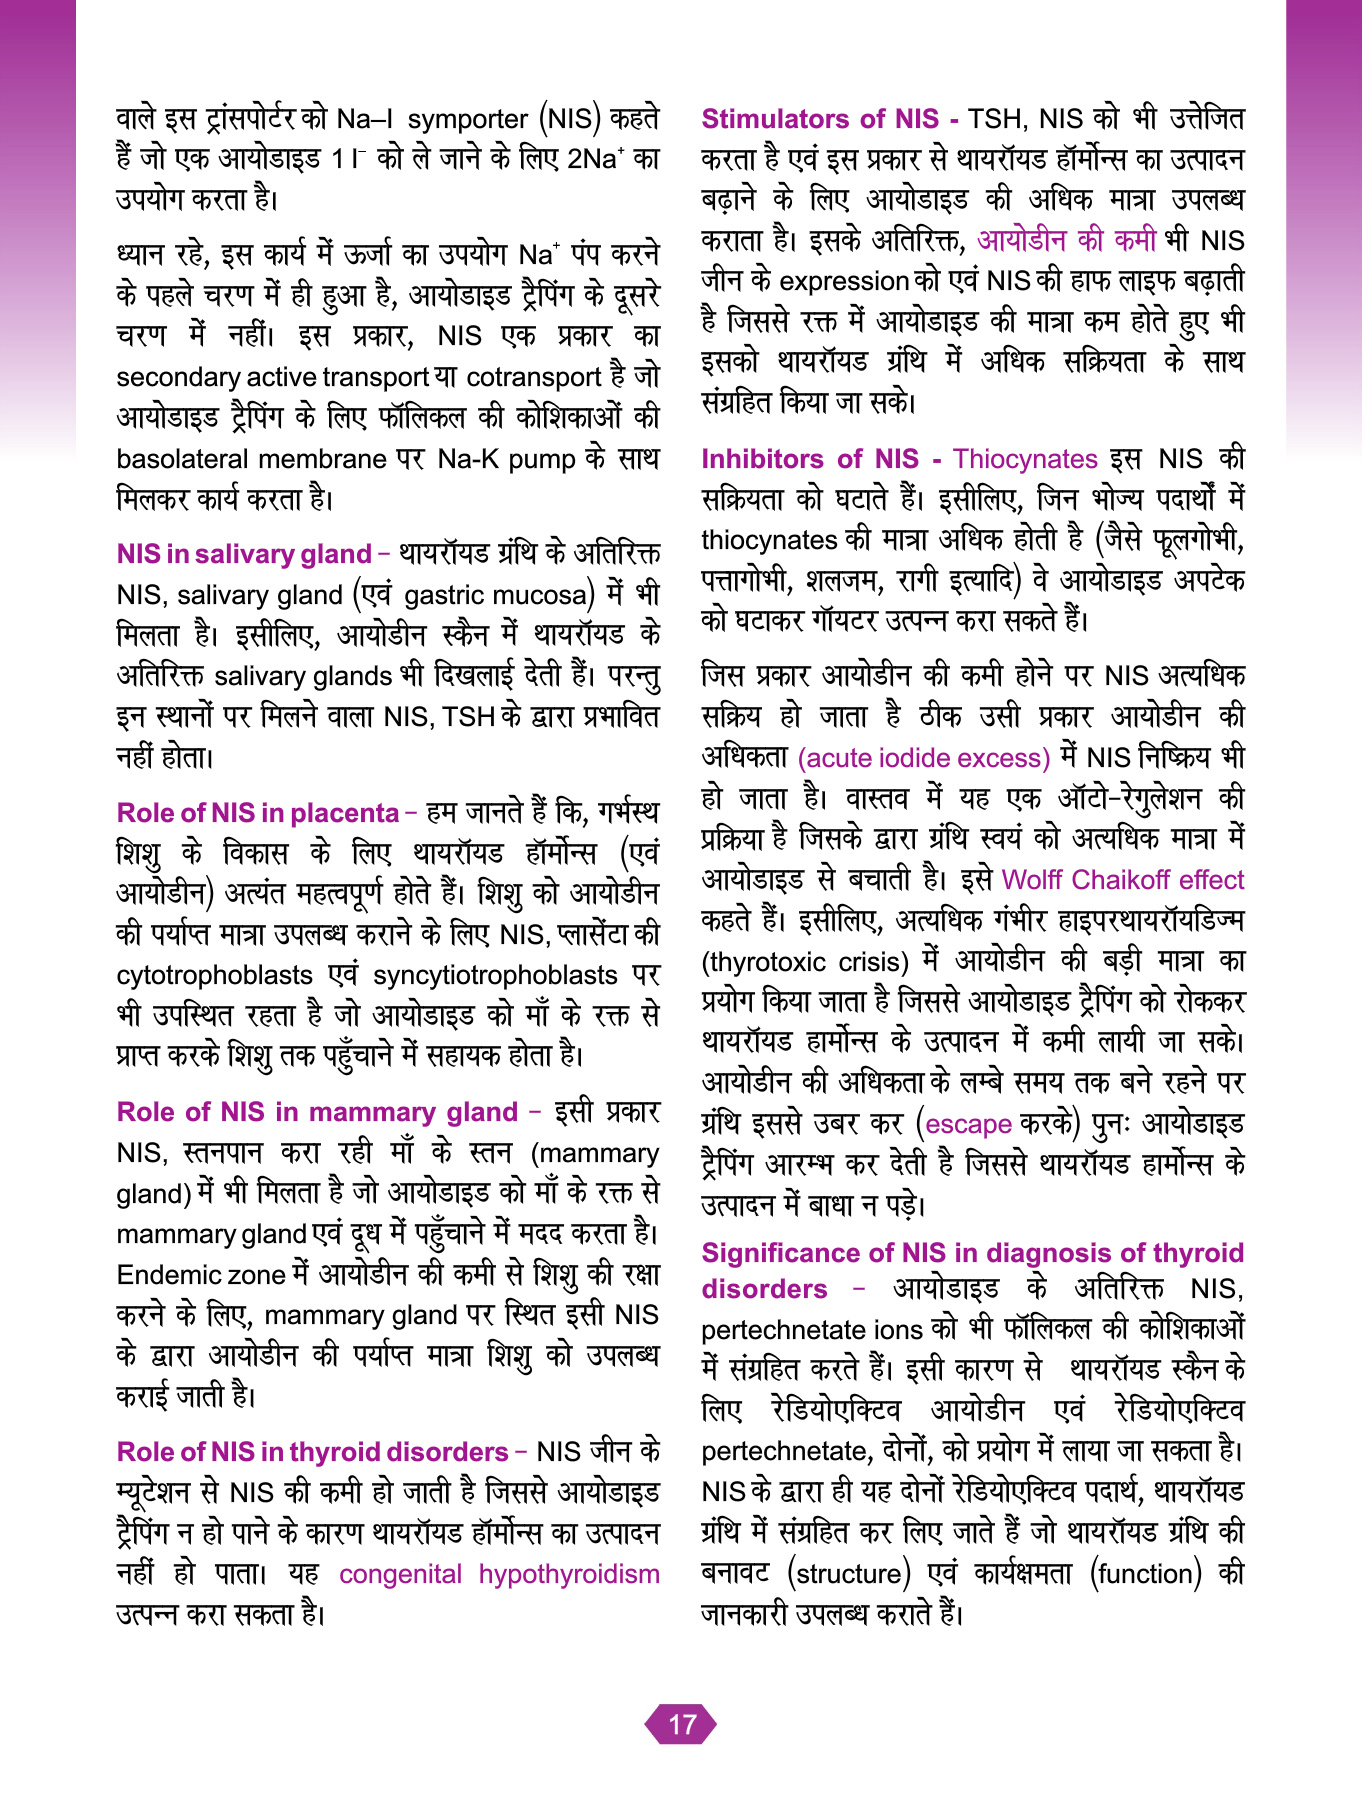 वाले इस ट्रांसपोर्टर को Na–I symporter (NIS) कहते
हैं जो एक आयोडाइड 1 I⁻ को ले जाने के लिए 2Na⁺ का
उपयोग करता है।
ध्यान रहे, इस कार्य में ऊर्जा का उपयोग Na⁺ पंप करने
के पहले चरण में ही हुआ है, आयोडाइड ट्रैपिंग के दूसरे
चरण में नहीं। इस प्रकार, NIS एक प्रकार का
secondary active transport या cotransport है जो
आयोडाइड ट्रैपिंग के लिए फॉलिकल की कोशिकाओं की
basolateral membrane पर Na-K pump के साथ
मिलकर कार्य करता है।
NIS in salivary gland – थायरॉयड ग्रंथि के अतिरिक्त
NIS, salivary gland (एवं gastric mucosa) में भी
मिलता है। इसीलिए, आयोडीन स्कैन में थायरॉयड के
अतिरिक्त salivary glands भी दिखलाई देती हैं। परन्तु
इन स्थानों पर मिलने वाला NIS, TSH के द्वारा प्रभावित
नहीं होता।
Role of NIS in placenta – हम जानते हैं कि, गर्भस्थ
शिशु के विकास के लिए थायरॉयड हॉर्मोन्स (एवं
आयोडीन) अत्यंत महत्वपूर्ण होते हैं। शिशु को आयोडीन
की पर्याप्त मात्रा उपलब्ध कराने के लिए NIS, प्लासेंटा की
cytotrophoblasts एवं syncytiotrophoblasts पर
भी उपस्थित रहता है जो आयोडाइड को माँ के रक्त से
प्राप्त करके शिशु तक पहुँचाने में सहायक होता है।
Role of NIS in mammary gland – इसी प्रकार
NIS, स्तनपान करा रही माँ के स्तन (mammary
gland) में भी मिलता है जो आयोडाइड को माँ के रक्त से
mammary gland एवं दूध में पहुँचाने में मदद करता है।
Endemic zone में आयोडीन की कमी से शिशु की रक्षा
करने के लिए, mammary gland पर स्थित इसी NIS
के द्वारा आयोडीन की पर्याप्त मात्रा शिशु को उपलब्ध
कराई जाती है।
Role of NIS in thyroid disorders – NIS जीन के
म्यूटेशन से NIS की कमी हो जाती है जिससे आयोडाइड
ट्रैपिंग न हो पाने के कारण थायरॉयड हॉर्मोन्स का उत्पादन
नहीं हो पाता। यह congenital hypothyroidism
उत्पन्न करा सकता है।
Stimulators of NIS - TSH, NIS को भी उत्तेजित
करता है एवं इस प्रकार से थायरॉयड हॉर्मोन्स का उत्पादन
बढ़ाने के लिए आयोडाइड की अधिक मात्रा उपलब्ध
कराता है। इसके अतिरिक्त, आयोडीन की कमी भी NIS
जीन के expression को एवं NIS की हाफ लाइफ बढ़ाती
है जिससे रक्त में आयोडाइड की मात्रा कम होते हुए भी
इसको थायरॉयड ग्रंथि में अधिक सक्रियता के साथ
संग्रहित किया जा सके।
Inhibitors of NIS - Thiocynates इस NIS की
सक्रियता को घटाते हैं। इसीलिए, जिन भोज्य पदार्थों में
thiocynates की मात्रा अधिक होती है (जैसे फूलगोभी,
पत्तागोभी, शलजम, रागी इत्यादि) वे आयोडाइड अपटेक
को घटाकर गॉयटर उत्पन्न करा सकते हैं।
जिस प्रकार आयोडीन की कमी होने पर NIS अत्यधिक
सक्रिय हो जाता है ठीक उसी प्रकार आयोडीन की
अधिकता (acute iodide excess) में NIS निष्क्रिय भी
हो जाता है। वास्तव में यह एक ऑटो-रेगुलेशन की
प्रक्रिया है जिसके द्वारा ग्रंथि स्वयं को अत्यधिक मात्रा में
आयोडाइड से बचाती है। इसे Wolff Chaikoff effect
कहते हैं। इसीलिए, अत्यधिक गंभीर हाइपरथायरॉयडिज्म
(thyrotoxic crisis) में आयोडीन की बड़ी मात्रा का
प्रयोग किया जाता है जिससे आयोडाइड ट्रैपिंग को रोककर
थायरॉयड हार्मोन्स के उत्पादन में कमी लायी जा सके।
आयोडीन की अधिकता के लम्बे समय तक बने रहने पर
ग्रंथि इससे उबर कर (escape करके) पुनः आयोडाइड
ट्रैपिंग आरम्भ कर देती है जिससे थायरॉयड हार्मोन्स के
उत्पादन में बाधा न पड़े।
Significance of NIS in diagnosis of thyroid
disorders – आयोडाइड के अतिरिक्त NIS,
pertechnetate ions को भी फॉलिकल की कोशिकाओं
में संग्रहित करते हैं। इसी कारण से थायरॉयड स्कैन के
लिए रेडियोएक्टिव आयोडीन एवं रेडियोएक्टिव
pertechnetate, दोनों, को प्रयोग में लाया जा सकता है।
NIS के द्वारा ही यह दोनों रेडियोएक्टिव पदार्थ, थायरॉयड
ग्रंथि में संग्रहित कर लिए जाते हैं जो थायरॉयड ग्रंथि की
बनावट (structure) एवं कार्यक्षमता (function) की
जानकारी उपलब्ध कराते हैं।
17